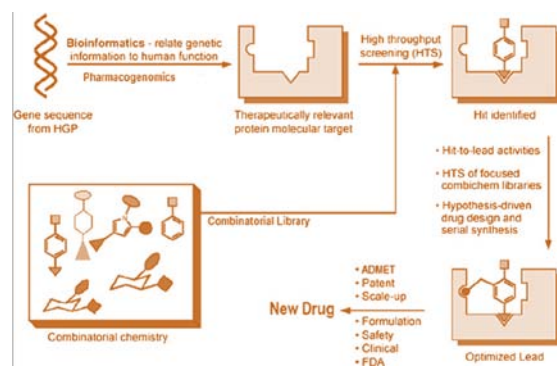 Bioinformatics - relate genetic
information to human function
Pharmacogenomics
High throughput
screening (HTS)
Gene sequence
from HGP
Therapeutically relevant
protein molecular target
Hit identified
• Hit-to-lead activities
• HTS of focused
combichem libraries
• Hypothesis-driven
drug design and
serial synthesis
Combinatorial Library
Combinatorial chemistry
New Drug
• ADMET
• Patent
• Scale-up
• Formulation
• Safety
• Clinical
• FDA
Optimized Lead